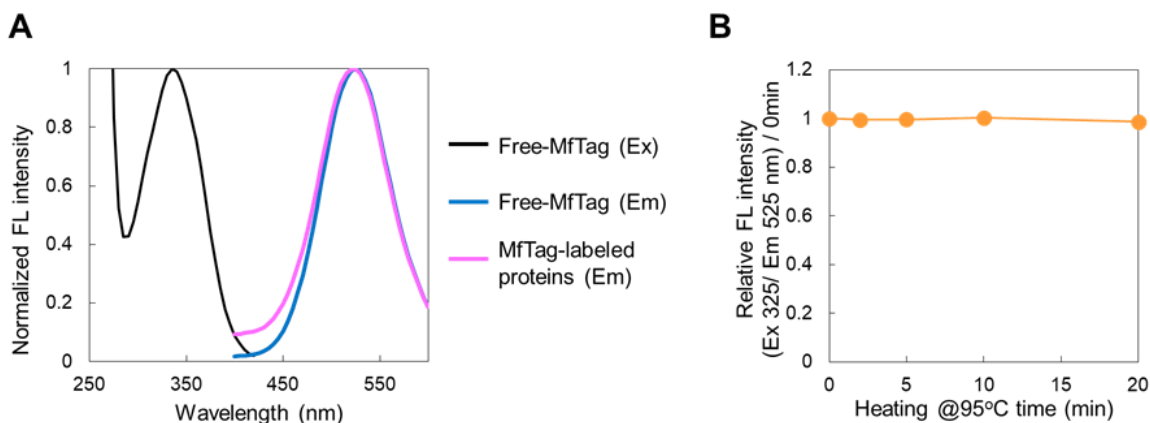 A
Normalized FL intensity
1
0.8
0.6
0.4
0.2
0
250
350
450
550
Wavelength (nm)
Free-MfTag (Ex)
Free-MfTag (Em)
MfTag-labeled
proteins (Em)
B
Relative FL intensity
(Ex 325/ Em 525 nm) / 0min
1.2
1
0.8
0.6
0.4
0.2
0
0
5
10
15
20
Heating @95°C time (min)